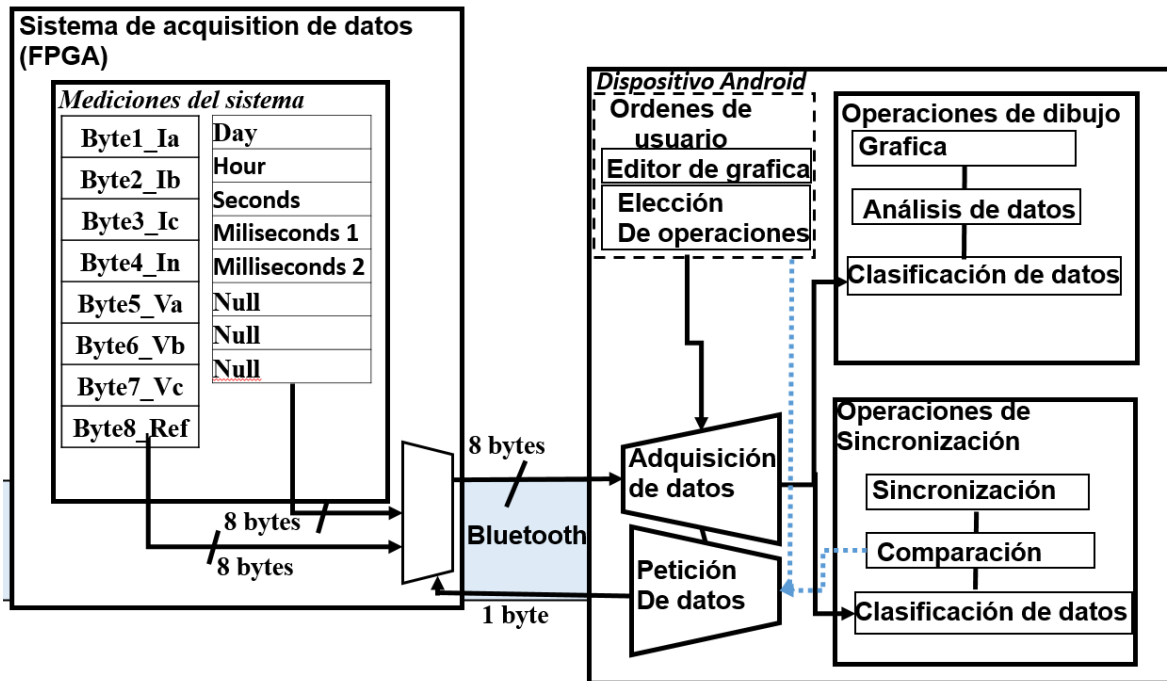 Sistema de acquisition de datos
(FPGA)
Mediciones del sistema
Byte1_Ia
Byte2_Ib
Byte3_Ic
Byte4_In
Byte5_Va
Byte6_Vb
Byte7_Vc
Byte8_Ref
Day
Hour
Seconds
Miliseconds 1
Milliseconds 2
Null
Null
Null
8 bytes
8 bytes
8 bytes
Bluetooth
1 byte
Dispositivo Android
Ordenes de
usuario
Editor de grafica
Elección
De operaciones
Adquisición
de datos
Petición
De datos
Operaciones de dibujo
Grafica
Análisis de datos
Clasificación de datos
Operaciones de
Sincronización
Sincronización
Comparación
Clasificación de datos